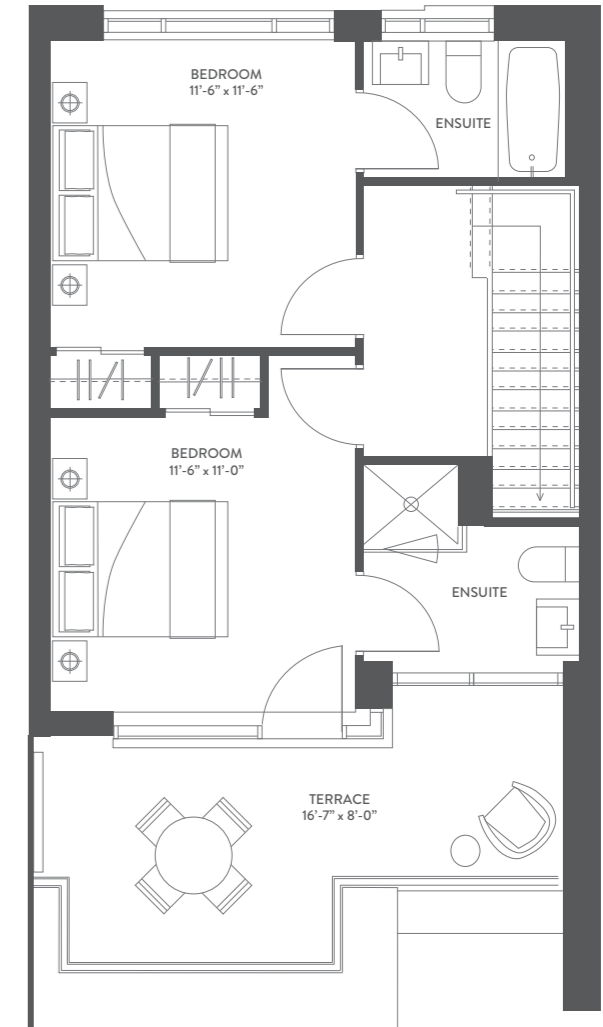 BEDROOM
11’-6” x 11’-6”
ENSUITE
BEDROOM
11’-6” x 11’-0”
ENSUITE
TERRACE
16’-7” x 8’-0”